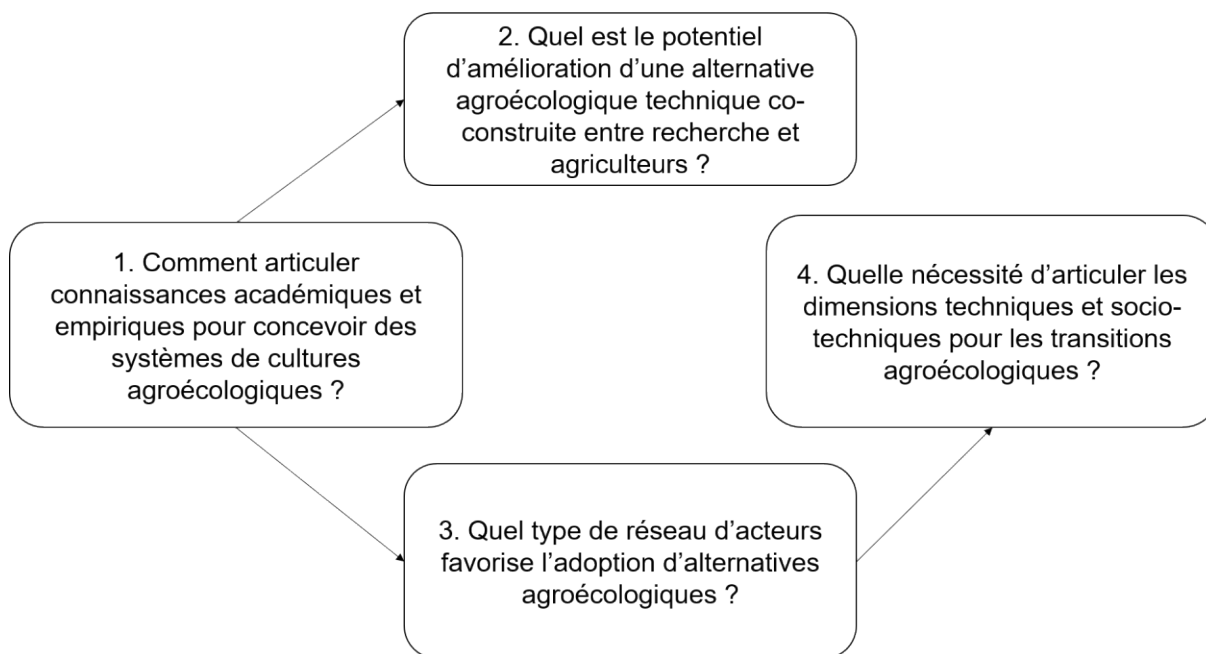 2. Quel est le potentiel
d’amélioration d’une alternative
agroécologique technique co-
construite entre recherche et
agriculteurs ?
1. Comment articuler
connaissances académiques et
empiriques pour concevoir des
systèmes de cultures
agroécologiques ?
4. Quelle nécessité d’articuler les
dimensions techniques et socio-
techniques pour les transitions
agroécologiques ?
3. Quel type de réseau d’acteurs
favorise l’adoption d’alternatives
agroécologiques ?